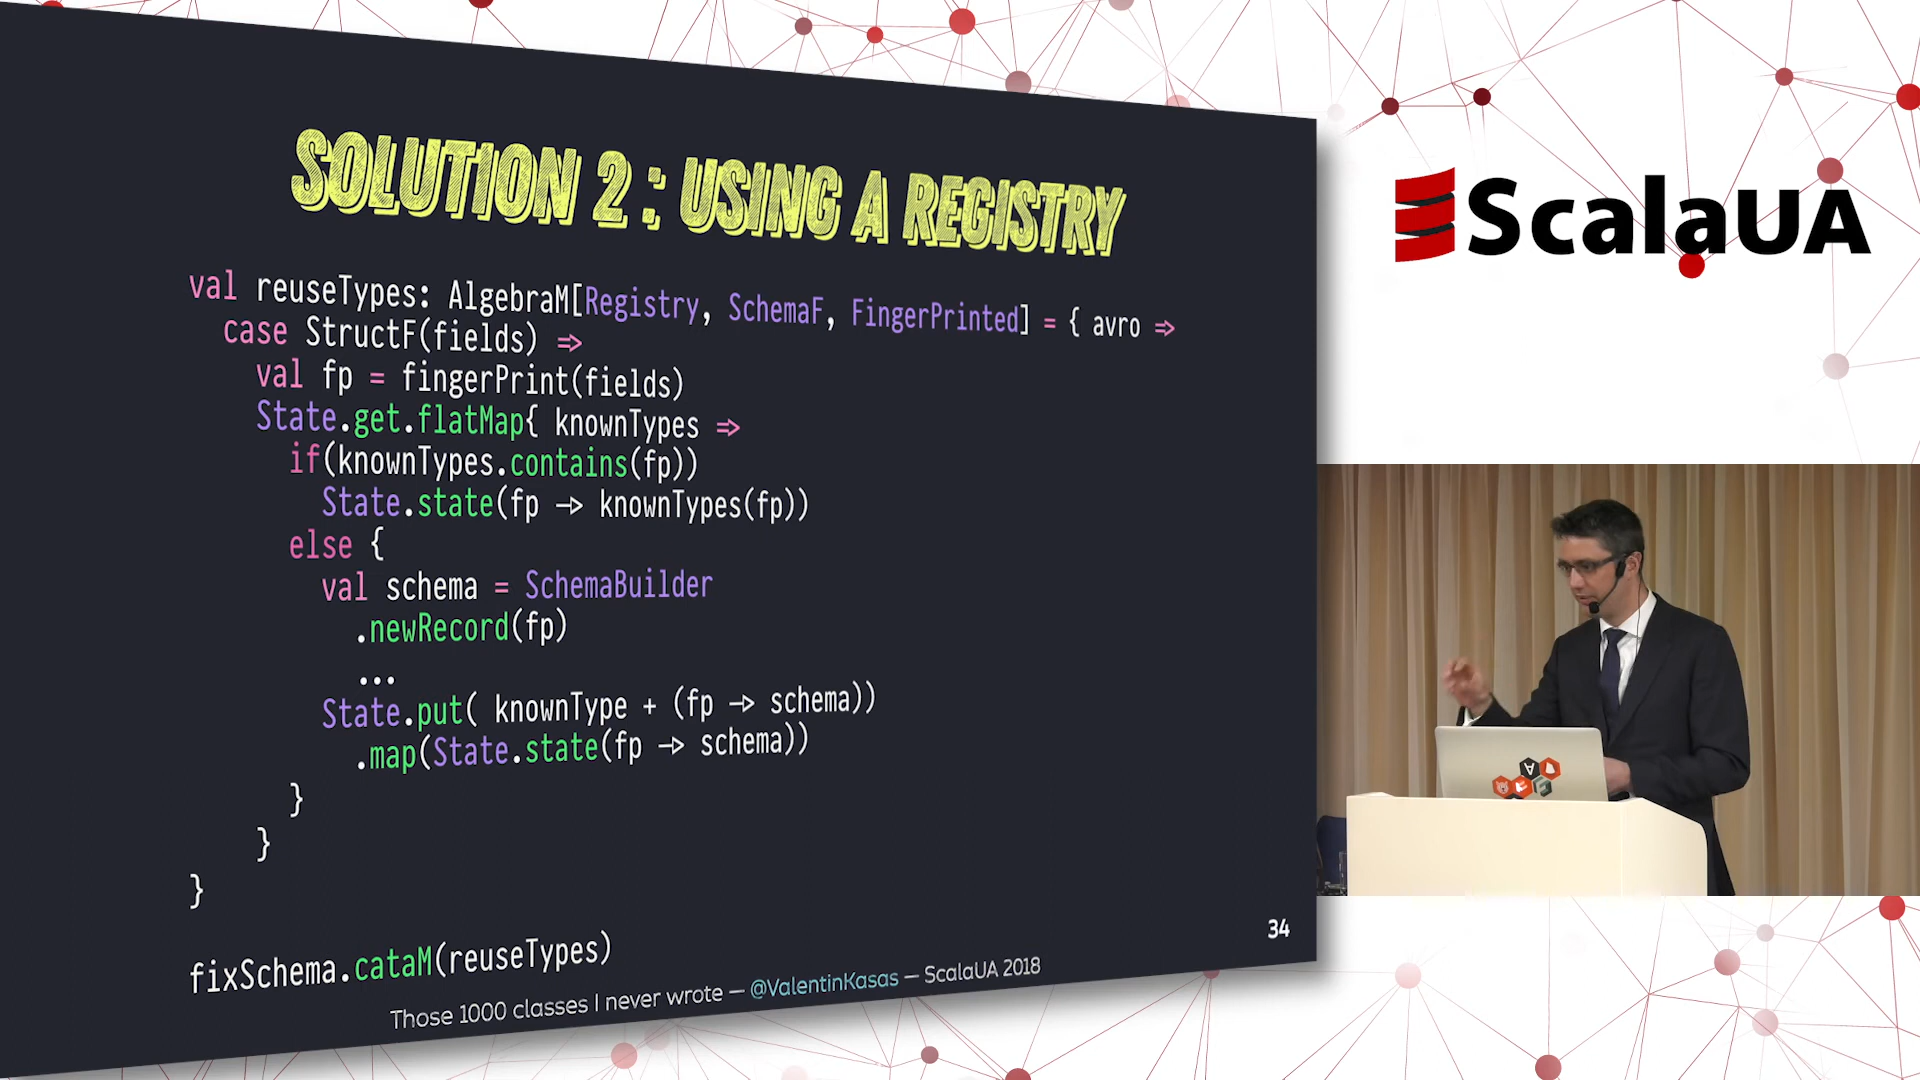 SOLUTION 2 : USING A REGISTRY
val reuseTypes: AlgebraM[Registry, SchemaF, FingerPrinted] = { avro =>
case StructF(fields) =>
val fp = fingerPrint(fields)
State.get.flatMap{ knownTypes =>
if(knownTypes.contains(fp))
State.state(fp -> knownTypes(fp))
else {
val schema = SchemaBuilder
.newRecord(fp)
...
State.put( knownType + (fp -> schema))
.map(State.state(fp -> schema))
}
}
}
fixSchema.cataM(reuseTypes)
34
Those 1000 classes I never wrote — @ValentinKasas — ScalaUA 2018
ScalaUA